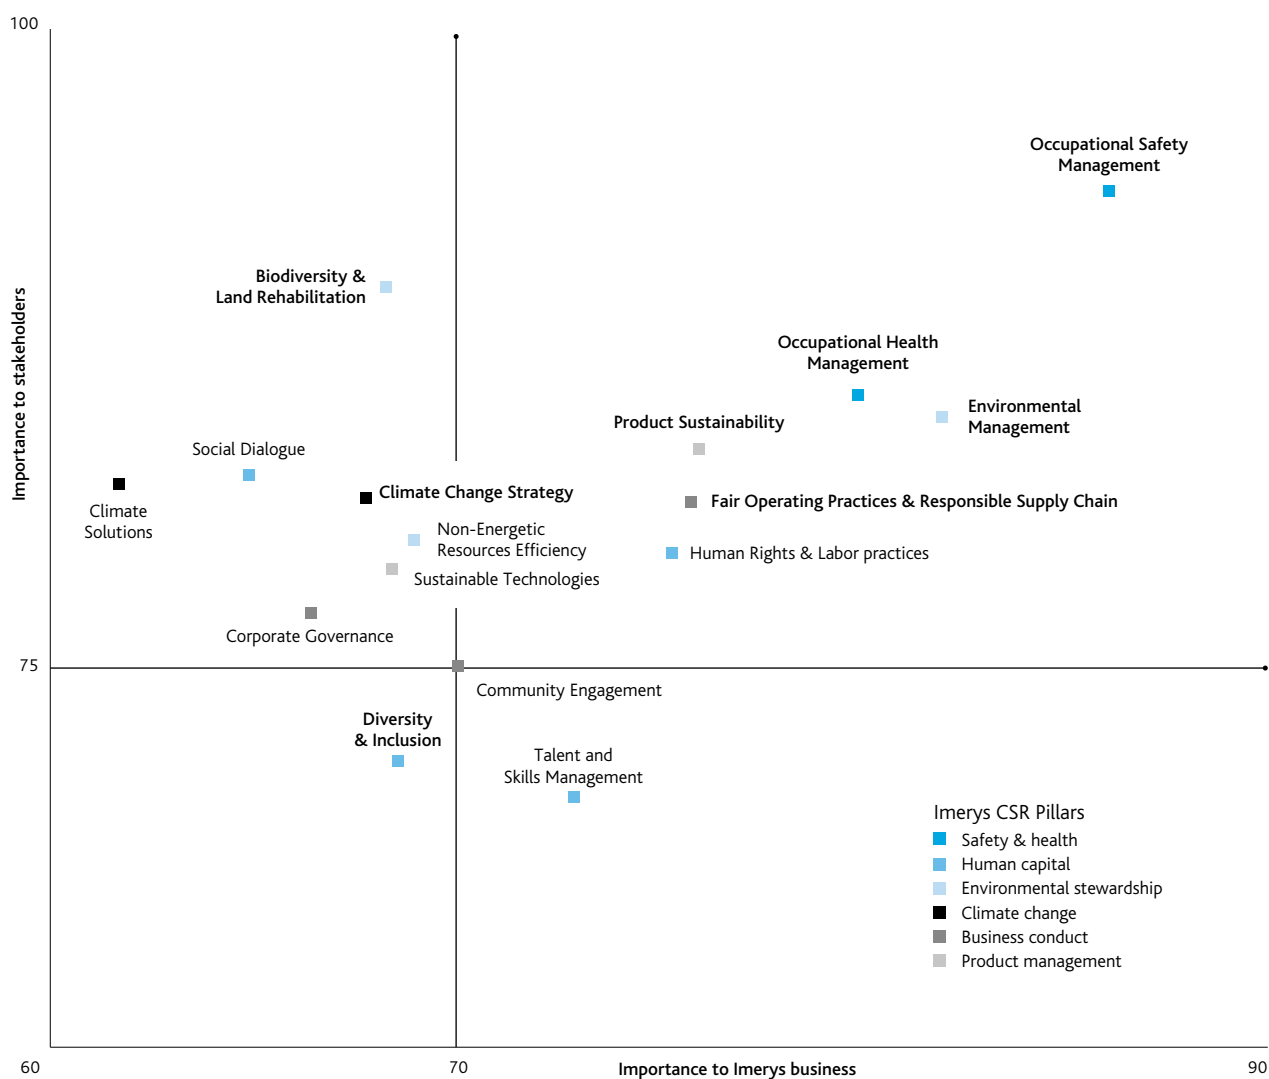 100
Occupational Safety
Management
Biodiversity &
Land Rehabilitation
Importance to stakeholders
Occupational Health
Management
Environmental
Management
Product Sustainability
Social Dialogue
Climate
Solutions
Climate Change Strategy
Fair Operating Practices & Responsible Supply Chain
Non-Energetic
Resources Efficiency
Human Rights & Labor practices
Sustainable Technologies
Corporate Governance
75
Community Engagement
Diversity
& Inclusion
Talent and
Skills Management
Imerys CSR Pillars
Safety & health
Human capital
Environmental stewardship
Climate change
Business conduct
Product management
60
70
Importance to Imerys business
90